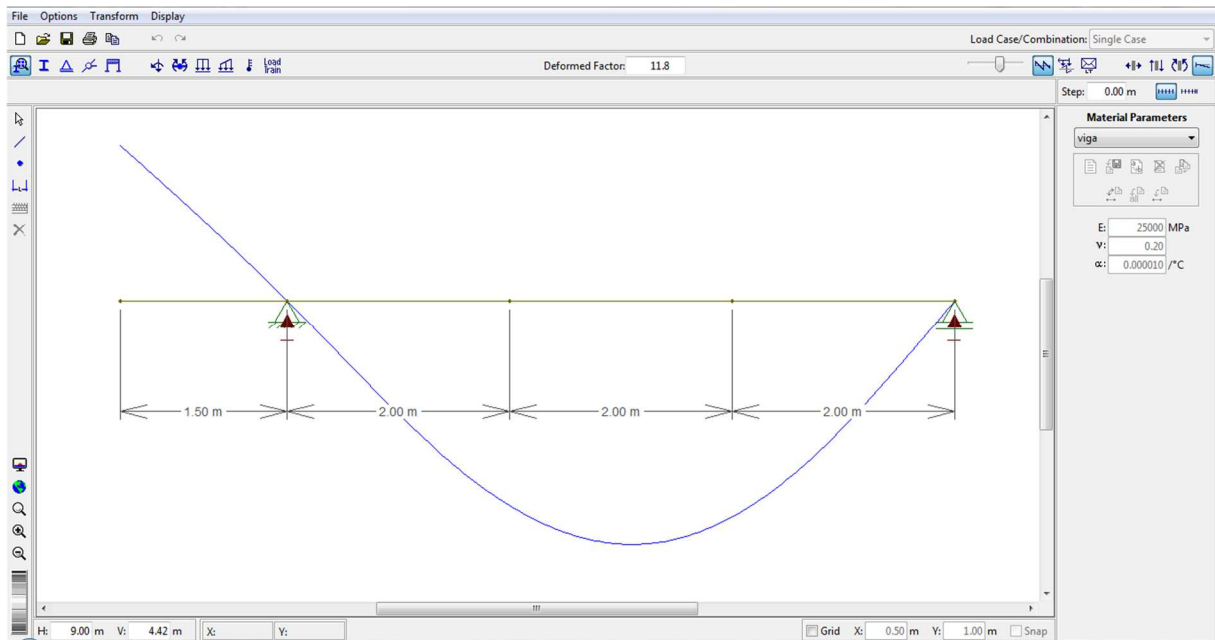 File Options Transform Display
Load Case/Combination: Single Case
Load Train
Deformed Factor: 11.8
LT
Step: 0.00 m
Material Parameters
viga
E: 25000 MPa
ν: 0.20
α: 0.000010 /°C
1.50 m 2.00 m 2.00 m 2.00 m
H: 9.00 m V: 4.42 m X: Y: Grid X: 0.50 m Y: 1.00 m Snap